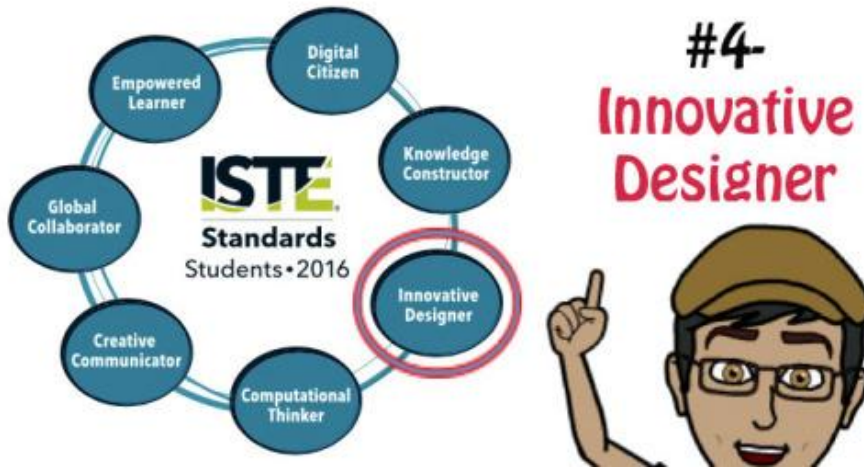 #4-
Innovative
Designer
Digital
Citizen
Empowered
Learner
Knowledge
Constructor
Global
Collaborator
ISTE®
Standards
Students•2016
Innovative
Designer
Creative
Communicator
Computational
Thinker